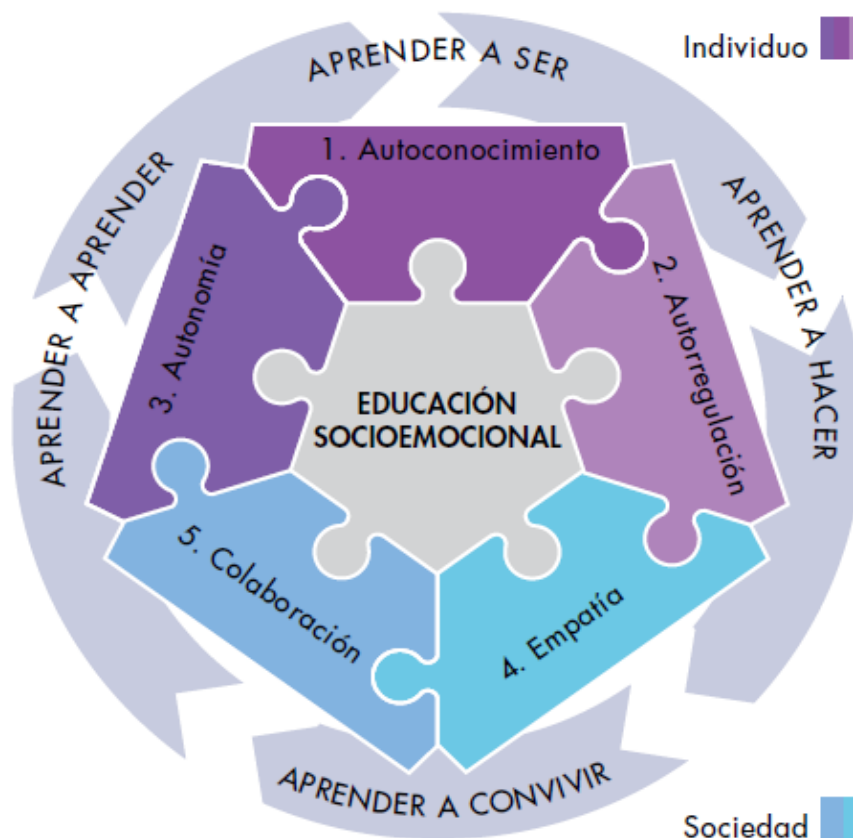 APRENDER A SER
Individuo
1. Autoconocimiento
APRENDER A HACER
2. Autorregulación
APRENDER A APRENDER
3. Autonomía
EDUCACIÓN
SOCIOEMOCIONAL
5. Colaboración
4. Empatía
APRENDER A CONVIVIR
Sociedad